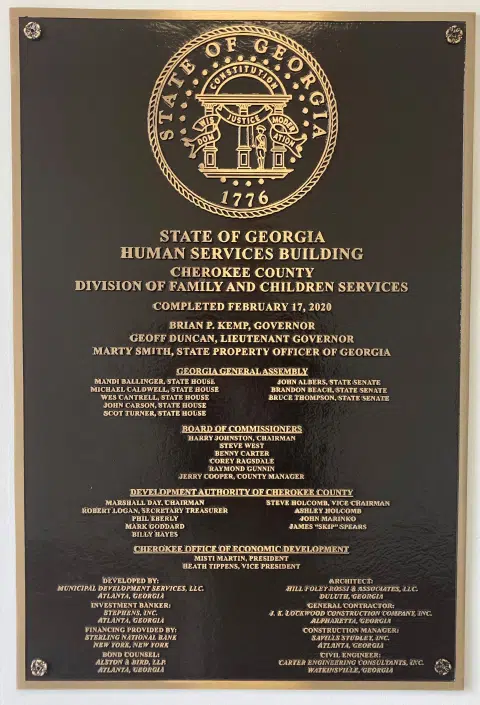 STATE OF GEORGIA
CONSTITUTION
WISDOM
JUSTICE
MODERATION
1776
STATE OF GEORGIA
HUMAN SERVICES BUILDING
CHEROKEE COUNTY
DIVISION OF FAMILY AND CHILDREN SERVICES
COMPLETED FEBRUARY 17, 2020
BRIAN P. KEMP, GOVERNOR
GEOFF DUNCAN, LIEUTENANT GOVERNOR
MARTY SMITH, STATE PROPERTY OFFICER OF GEORGIA
GEORGIA GENERAL ASSEMBLY
MANDI BALLINGER, STATE HOUSE
MICHAEL CALDWELL, STATE HOUSE
WES CANTRELL, STATE HOUSE
JOHN CARSON, STATE HOUSE
SCOT TURNER, STATE HOUSE
JOHN ALBERS, STATE SENATE
BRANDON BEACH, STATE SENATE
BRUCE THOMPSON, STATE SENATE
BOARD OF COMMISSIONERS
HARRY JOHNSTON, CHAIRMAN
STEVE WEST
BENNY CARTER
COREY RAGSDALE
RAYMOND GUNNIN
JERRY COOPER, COUNTY MANAGER
DEVELOPMENT AUTHORITY OF CHEROKEE COUNTY
MARSHALL DAY, CHAIRMAN
ROBERT LOGAN, SECRETARY TREASURER
PHIL EBERLY
MARK GODDARD
BILLY HAYES
STEVE HOLCOMB, VICE CHAIRMAN
ASHLEY HOLCOMB
JOHN MARINKO
JAMES "SKIP" SPEARS
CHEROKEE OFFICE OF ECONOMIC DEVELOPMENT
MISTI MARTIN, PRESIDENT
HEATH TIPPENS, VICE PRESIDENT
DEVELOPED BY:
MUNICIPAL DEVELOPMENT SERVICES, LLC.
ATLANTA, GEORGIA
INVESTMENT BANKER:
STEPHENS, INC.
ATLANTA, GEORGIA
FINANCING PROVIDED BY:
STERLING NATIONAL BANK
NEW YORK, NEW YORK
BOND COUNSEL:
ALSTON & BIRD, LLP.
ATLANTA, GEORGIA
ARCHITECT:
HILL FOLEY ROSSI & ASSOCIATES, LLC.
DULUTH, GEORGIA
GENERAL CONTRACTOR:
J. K. LOCKWOOD CONSTRUCTION COMPANY, INC.
ALPHARETTA, GEORGIA
CONSTRUCTION MANAGER:
SAVILLS STUDLEY, INC.
ATLANTA, GEORGIA
CIVIL ENGINEER:
CARTER ENGINEERING CONSULTANTS, INC.
WATKINSVILLE, GEORGIA